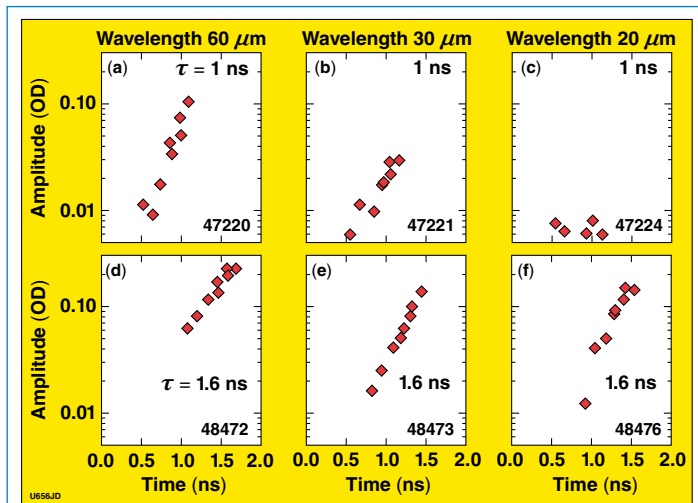 Wavelength 60 μm Wavelength 30 μm Wavelength 20 μm
(a) τ = 1 ns (b) 1 ns (c) 1 ns
Amplitude (OD)
0.10
0.01
47220 47221 47224
(d) (e) (f)
Amplitude (OD)
0.10
τ = 1.6 ns 1.6 ns 1.6 ns
0.01
48472 48473 48476
0.0 0.5 1.0 1.5 2.0 0.0 0.5 1.0 1.5 2.0 0.0 0.5 1.0 1.5 2.0
Time (ns) Time (ns) Time (ns)
U656JD